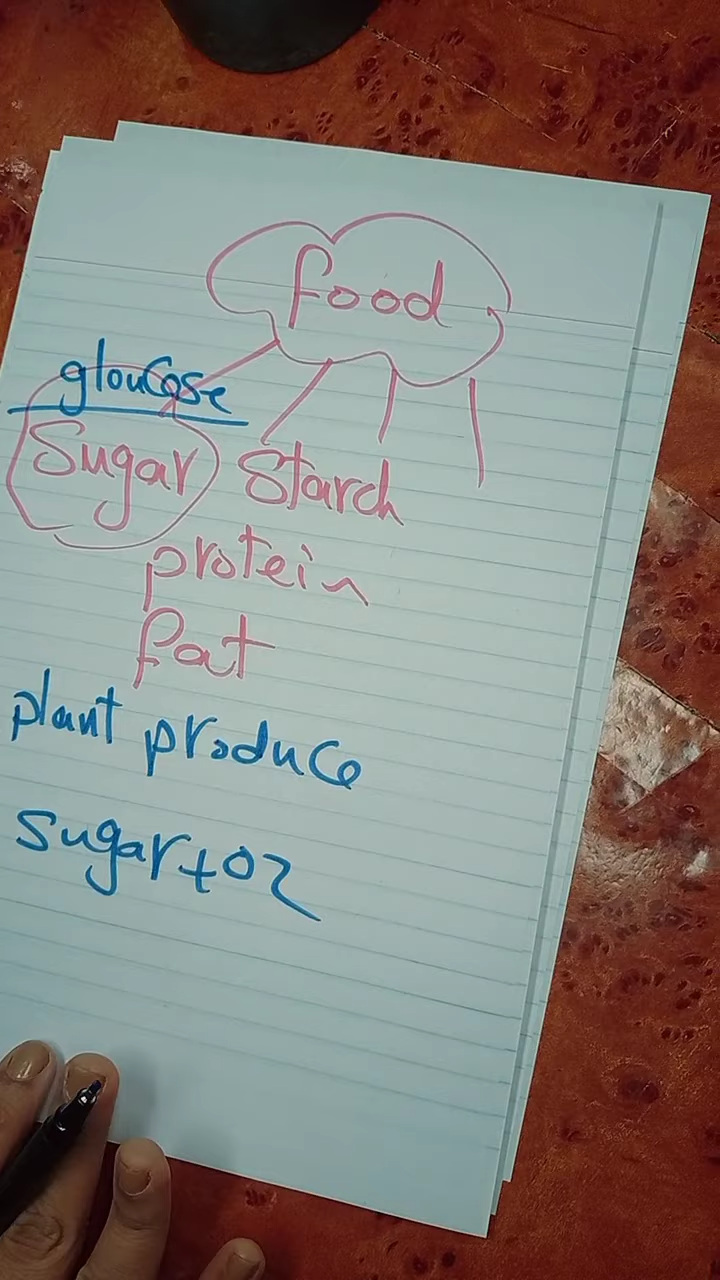 food
gloucose
Sugar Starch
protein
fat
plant produce
sugar + O2